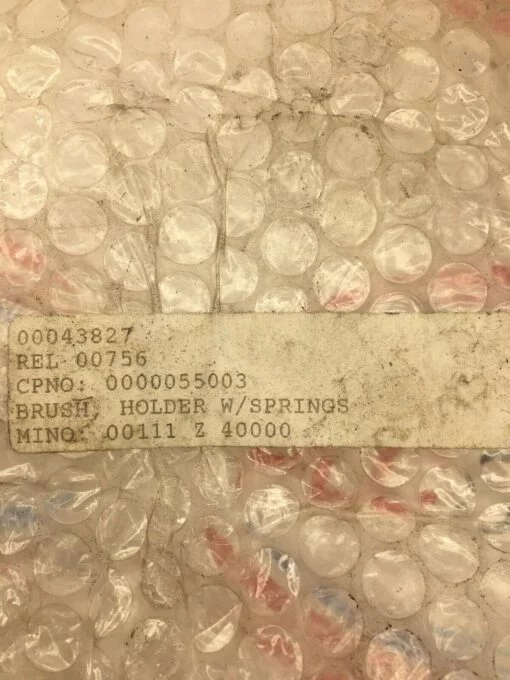 00043827
REL 00756
CPNO: 0000055003
BRUSH, HOLDER W/SPRINGS
MINO: 00111 Z 40000